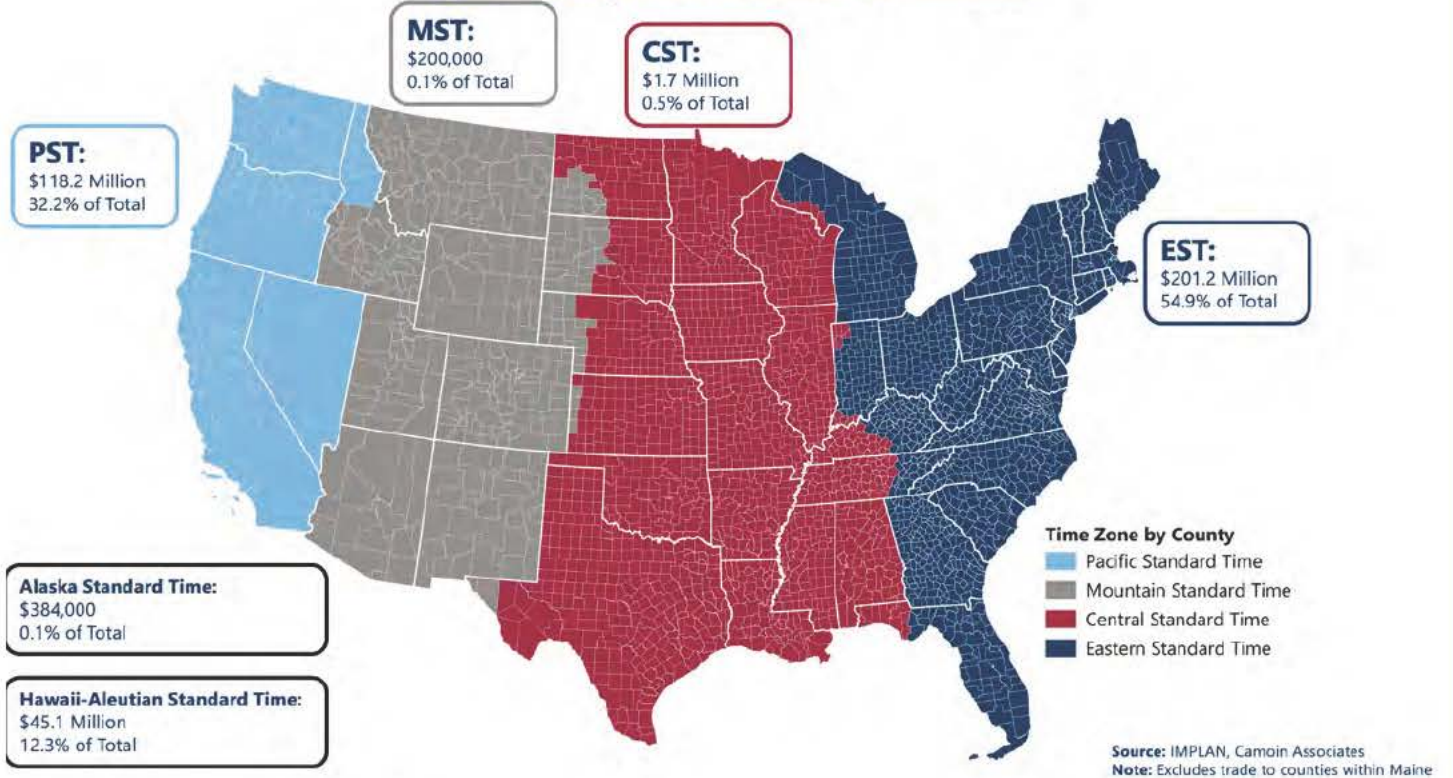 MST:
$200,000
0.1% of Total
CST:
$1.7 Million
0.5% of Total
PST:
$118.2 Million
32.2% of Total
EST:
$201.2 Million
54.9% of Total
Alaska Standard Time:
$384,000
0.1% of Total
Hawaii-Aleutian Standard Time:
$45.1 Million
12.3% of Total
Time Zone by County
Pacific Standard Time
Mountain Standard Time
Central Standard Time
Eastern Standard Time
Source: IMPLAN, Camoin Associates
Note: Excludes trade to counties within Maine